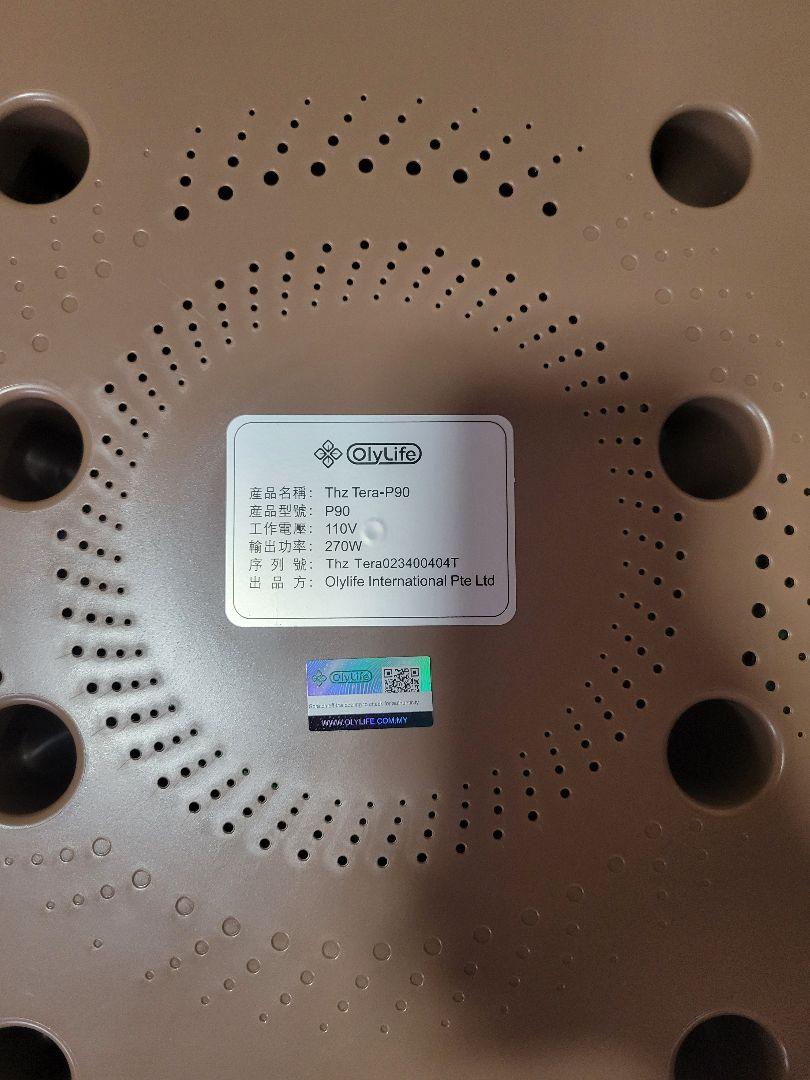 OlyLife
產品名稱： Thz Tera-P90
產品型號： P90
工作電壓： 110V
輸出功率： 270W
序列號： Thz Tera023400404T
出品方： Olylife International Pte Ltd
OlyLife
WWW.OLYLIFE.COM.MY